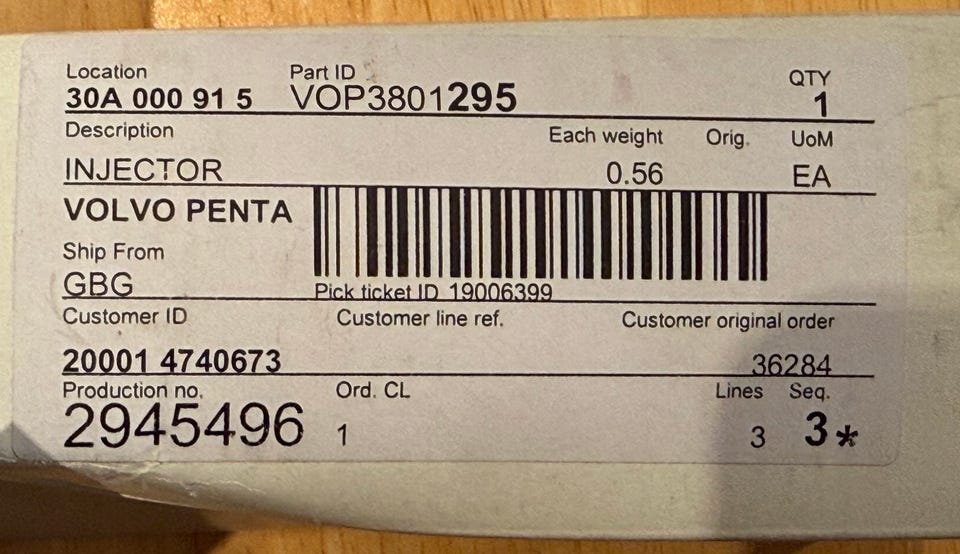 Location Part ID QTY
30A 000 91 5 VOP3801295 1
Description Each weight Orig. UoM
INJECTOR 0.56 EA
VOLVO PENTA
Ship From
GBG Pick ticket ID 19006399
Customer ID Customer line ref. Customer original order
20001 4740673 36284
Production no. Ord. CL Lines Seq.
2945496 1 3 3*